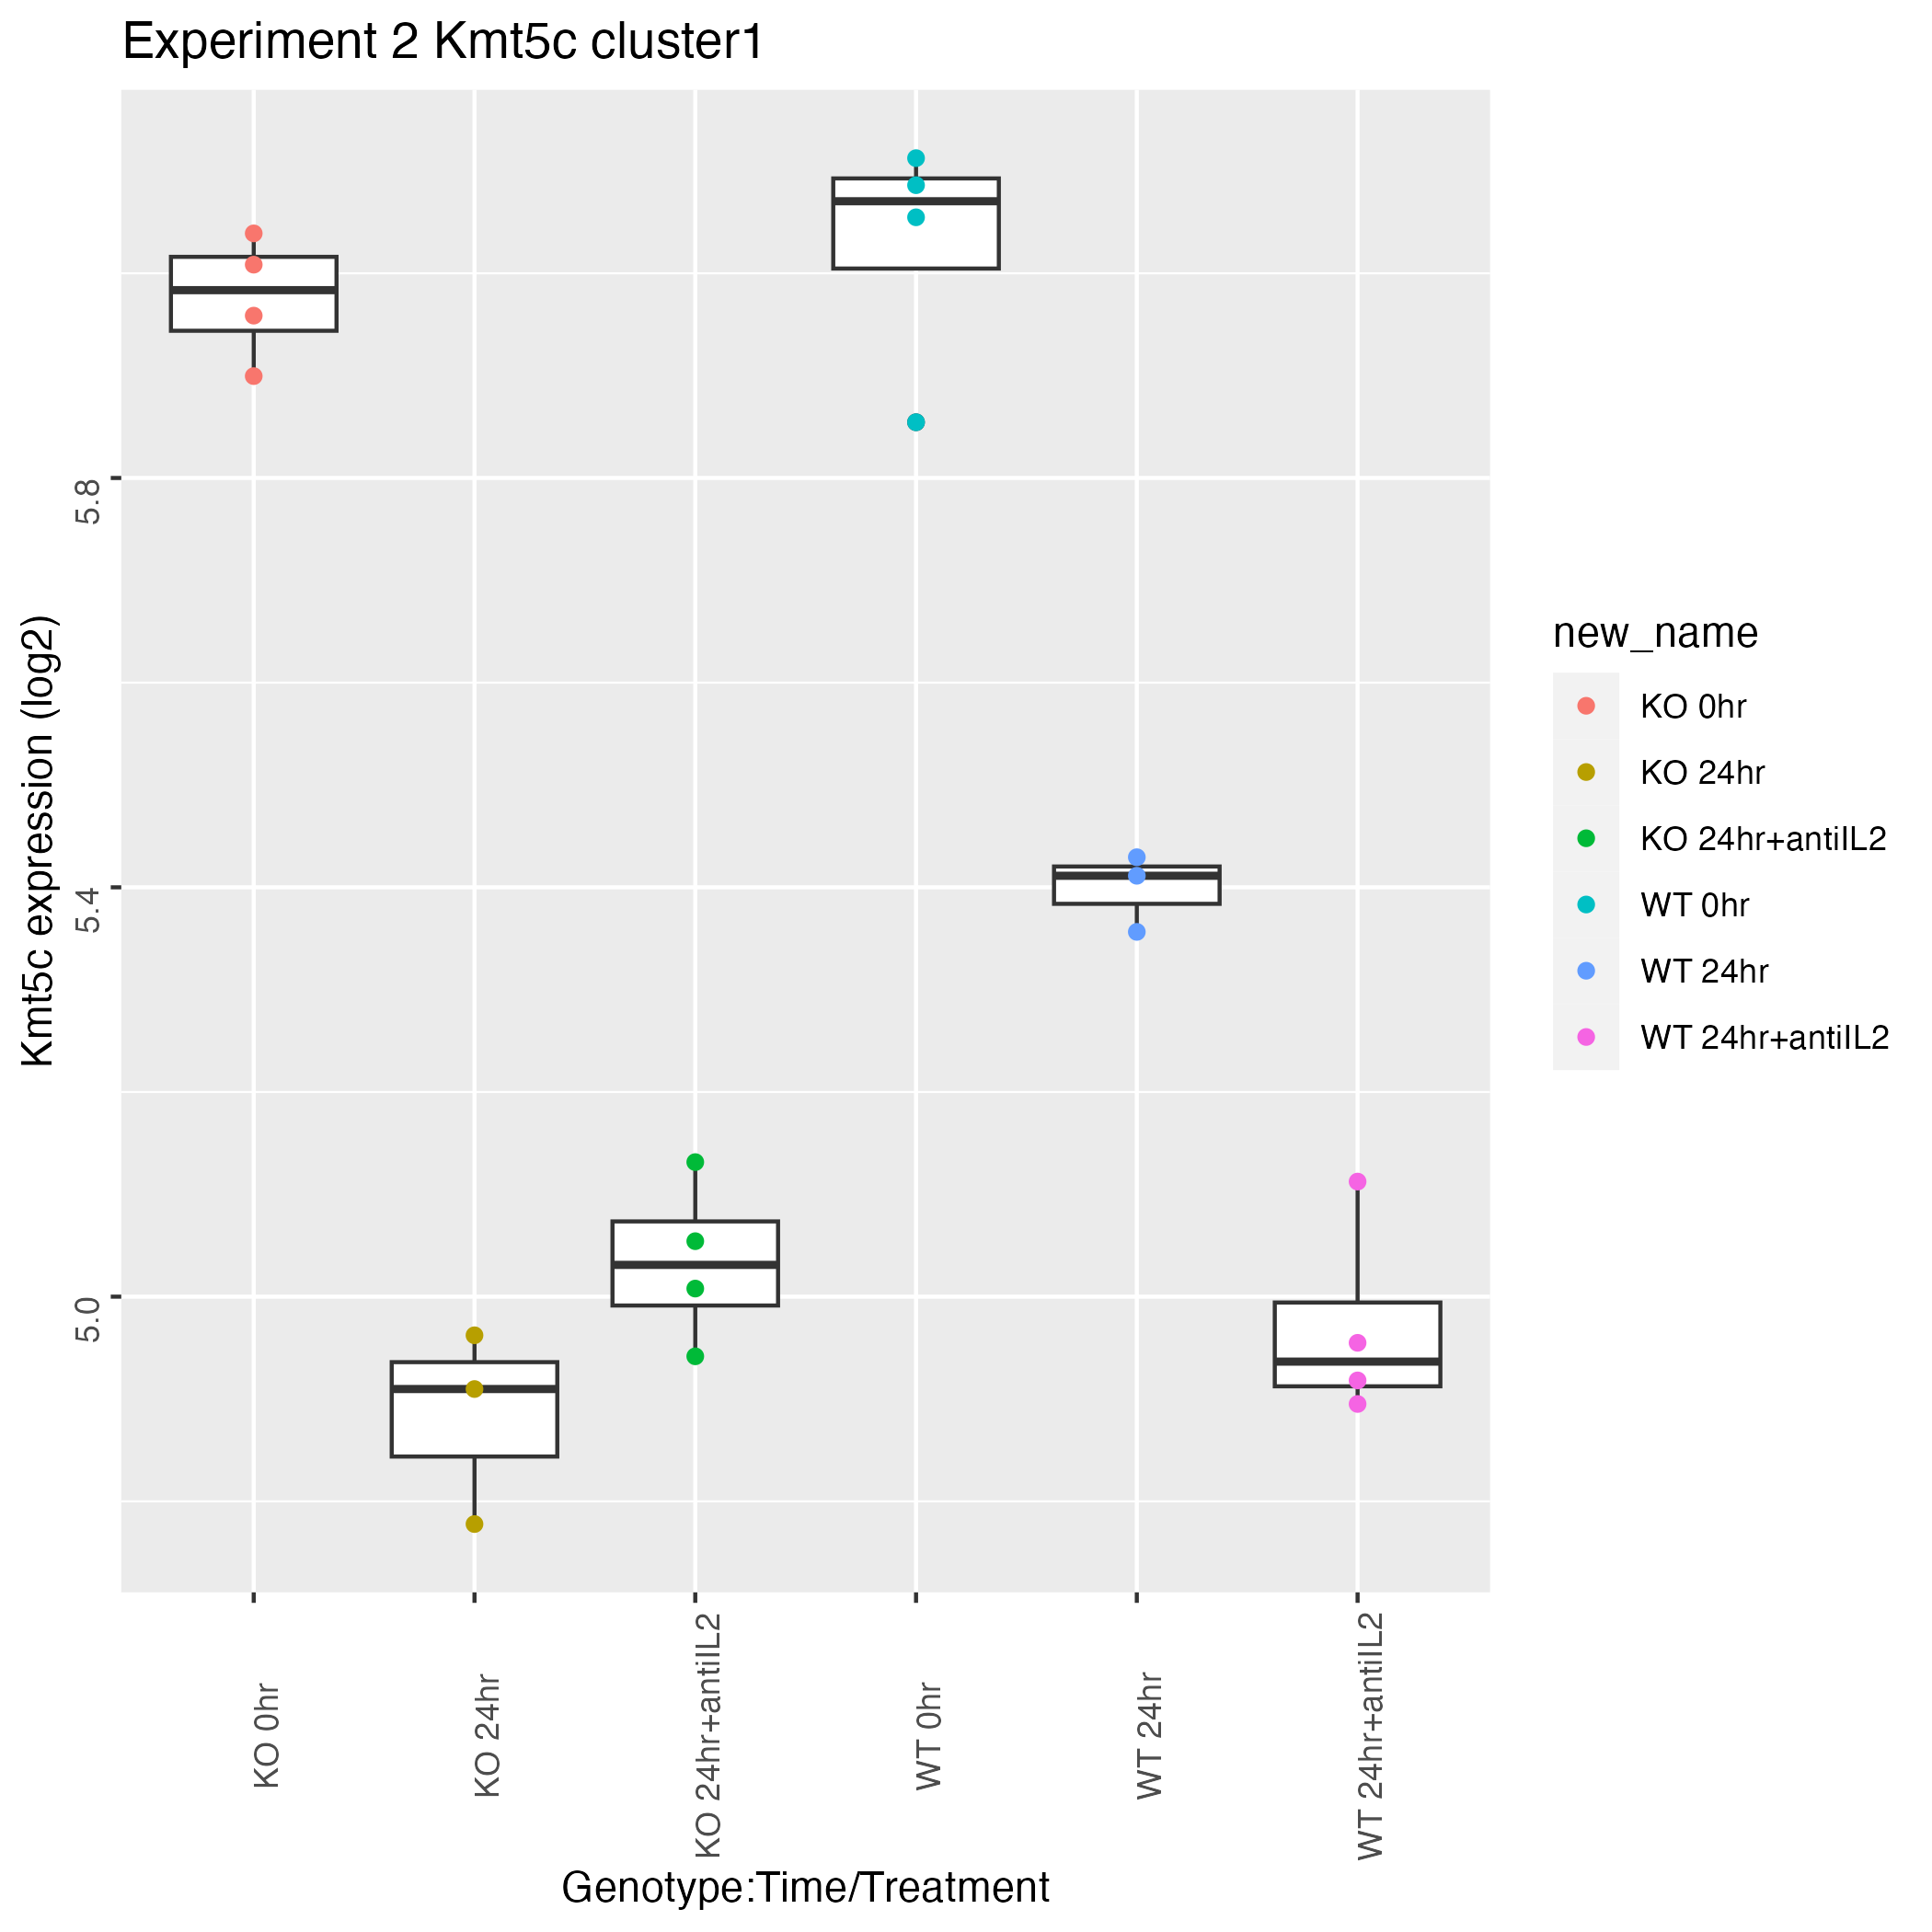 Experiment 2 Kmt5c cluster1
Kmt5c expression (log2)
5.8
5.4
5.0
KO 0hr
KO 24hr
KO 24hr+antiIL2
WT 0hr
WT 24hr
WT 24hr+antiIL2
Genotype:Time/Treatment
new_name
KO 0hr
KO 24hr
KO 24hr+antiIL2
WT 0hr
WT 24hr
WT 24hr+antiIL2